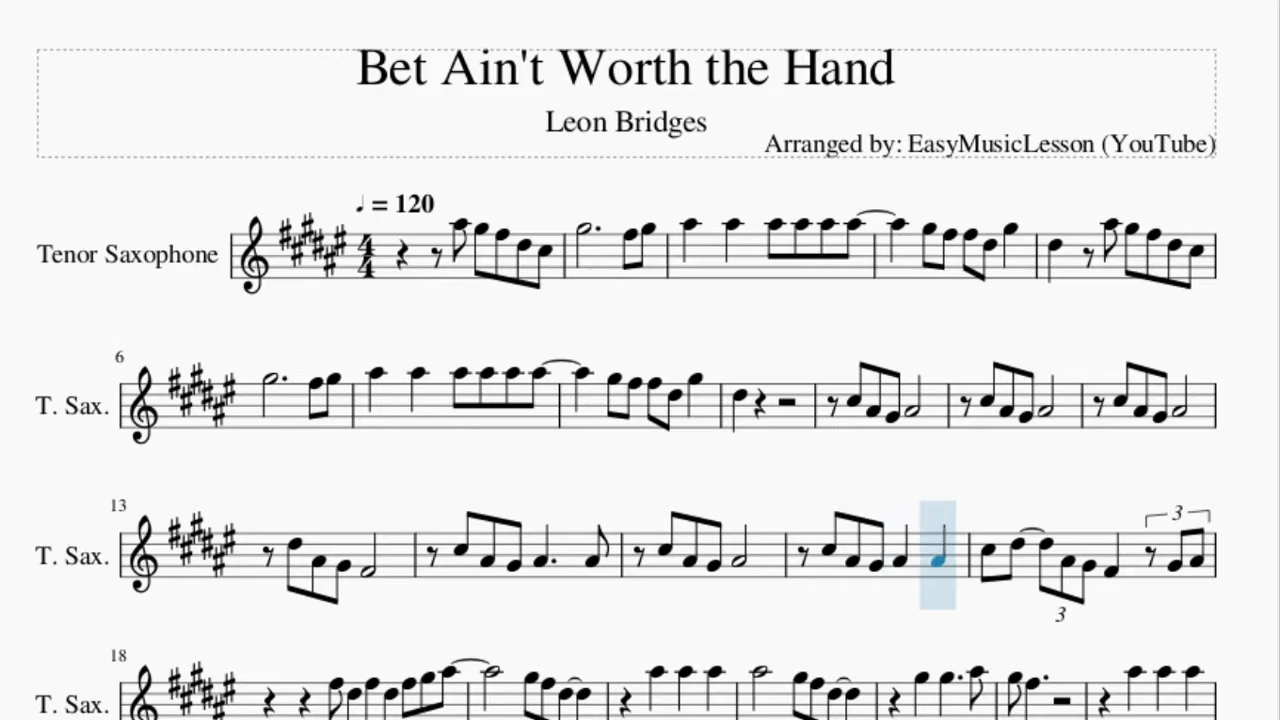 Bet Ain't Worth the Hand
Leon Bridges
Arranged by: EasyMusicLesson (YouTube)
♩ = 120
Tenor Saxophone
4
4
6
T. Sax.
13
3
T. Sax.
3
18
T. Sax.